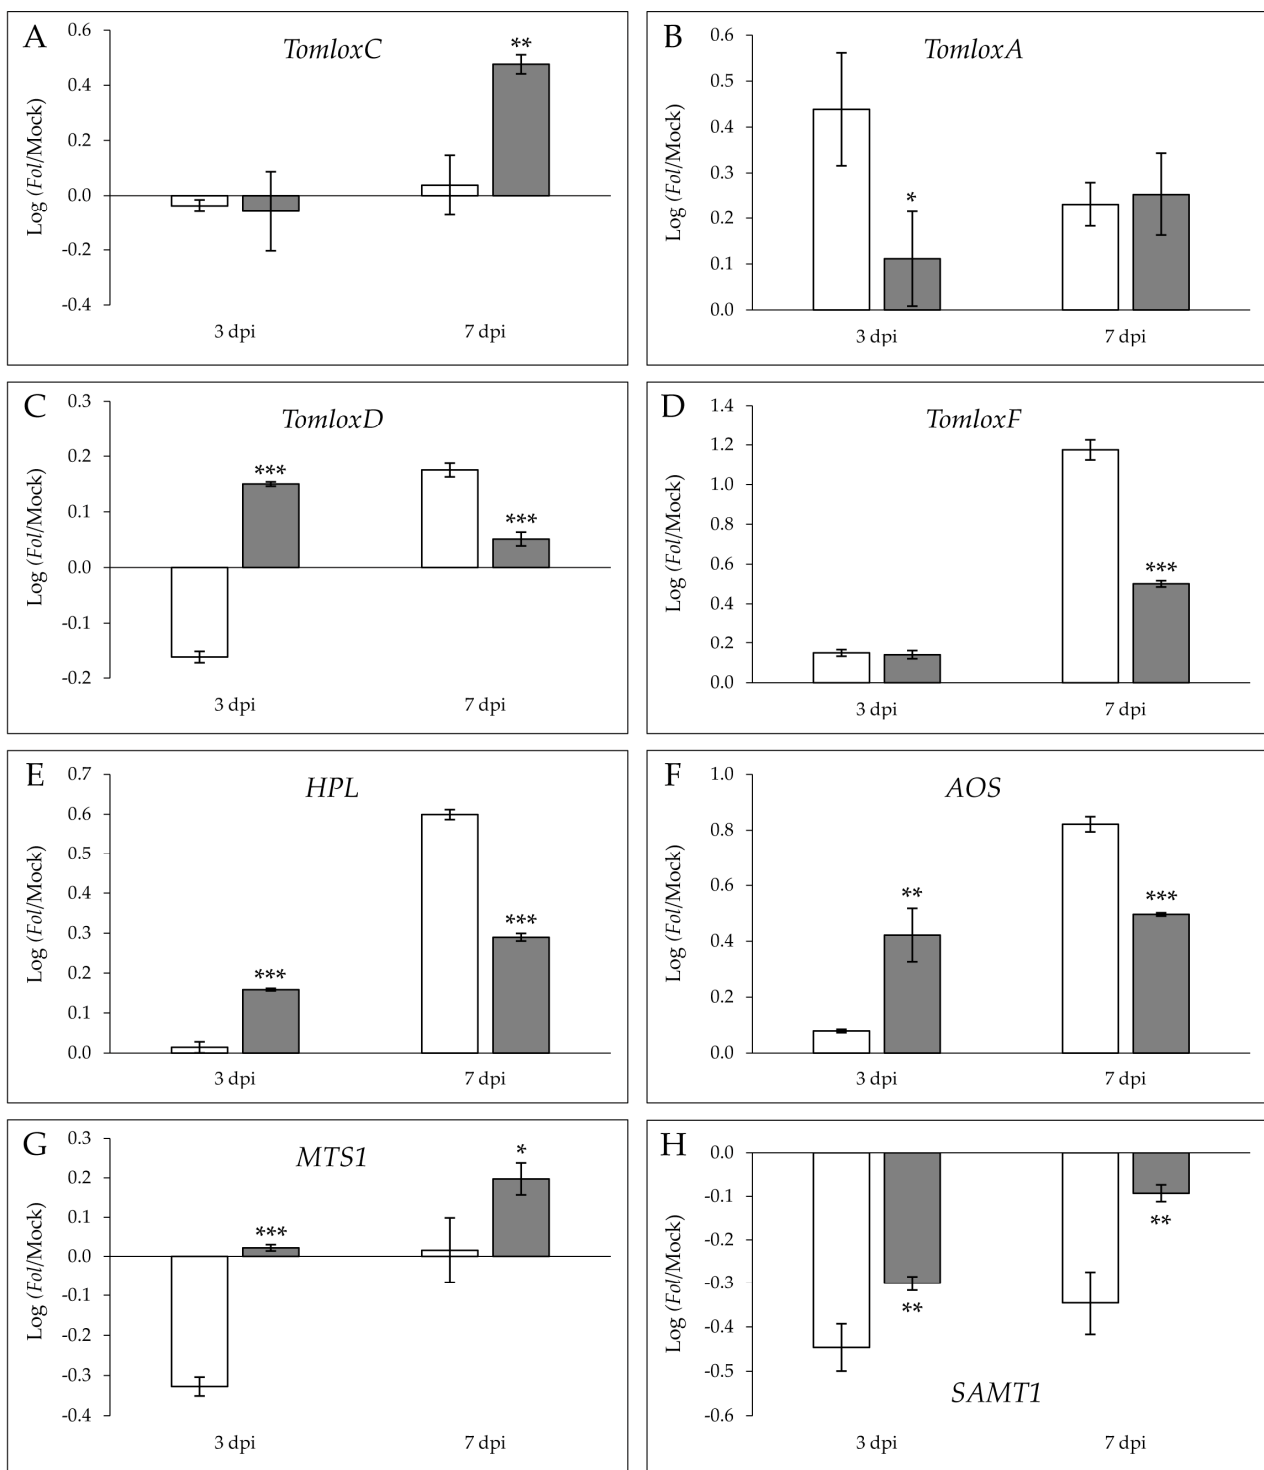 A
TomloxC
Log (Fol/Mock)
0.6
0.4
0.2
0.0
-0.2
-0.4
**
3 dpi
7 dpi
B
TomloxA
Log (Fol/Mock)
0.6
0.5
0.4
0.3
0.2
0.1
0.0
*
3 dpi
7 dpi
C
TomloxD
Log (Fol/Mock)
0.3
0.2
0.1
0.0
-0.1
-0.2
***
***
3 dpi
7 dpi
D
TomloxF
Log (Fol/Mock)
1.4
1.2
1.0
0.8
0.6
0.4
0.2
0.0
***
3 dpi
7 dpi
E
HPL
Log (Fol/Mock)
0.7
0.6
0.5
0.4
0.3
0.2
0.1
0.0
***
***
3 dpi
7 dpi
F
AOS
Log (Fol/Mock)
1.0
0.8
0.6
0.4
0.2
0.0
**
***
3 dpi
7 dpi
G
MTS1
Log (Fol/Mock)
0.3
0.2
0.1
0.0
-0.1
-0.2
-0.3
-0.4
***
*
3 dpi
7 dpi
H
Log (Fol/Mock)
0.0
-0.1
-0.2
-0.3
-0.4
-0.5
-0.6
**
**
SAMT1
3 dpi
7 dpi